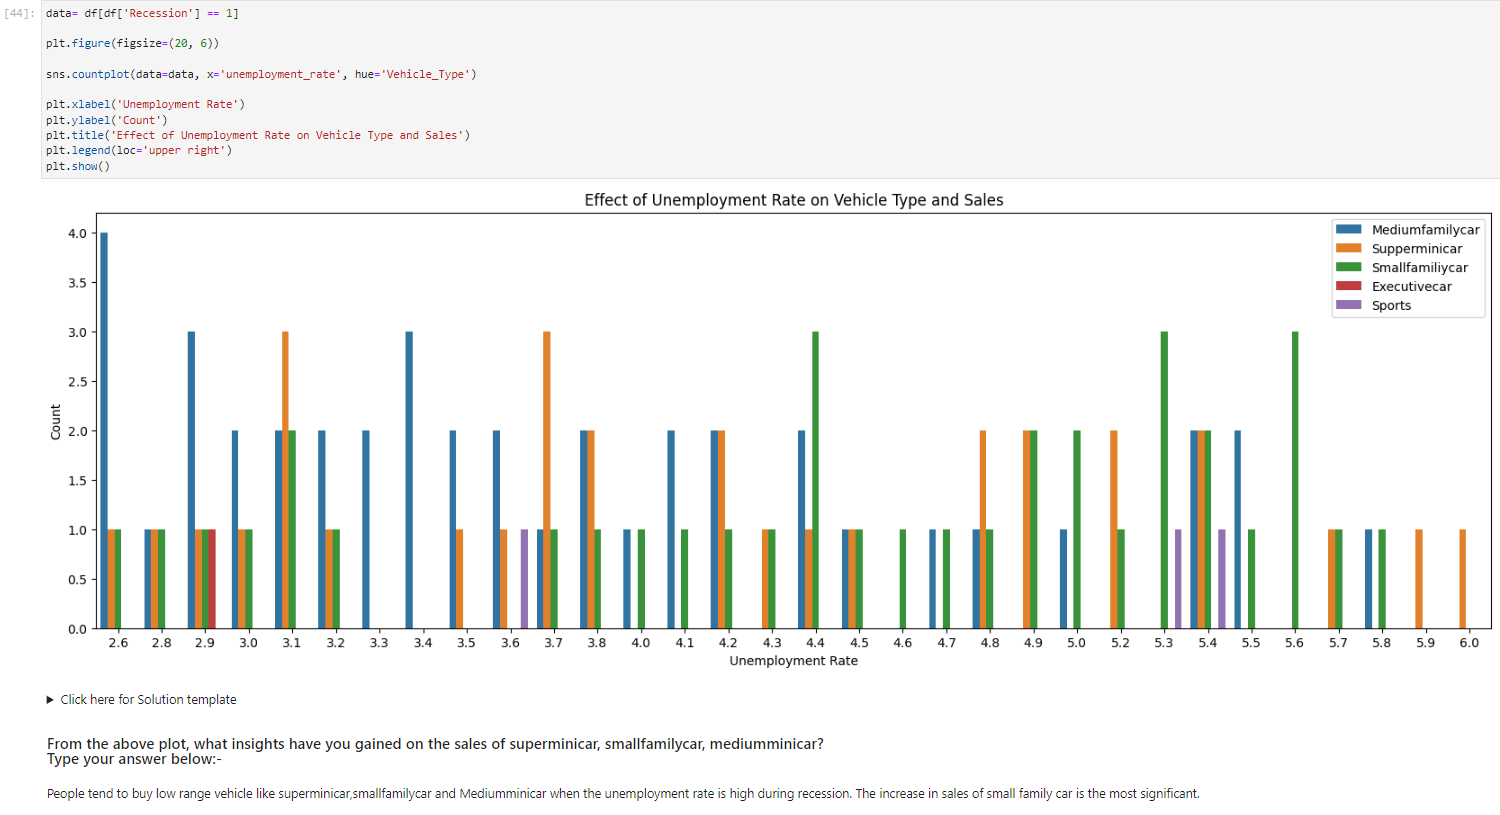 [44]: data= df[df['Recession'] == 1]
plt.figure(figsize=(20, 6))
sns.countplot(data=data, x='unemployment_rate', hue='Vehicle_Type')
plt.xlabel('Unemployment Rate')
plt.ylabel('Count')
plt.title('Effect of Unemployment Rate on Vehicle Type and Sales')
plt.legend(loc='upper right')
plt.show()
Effect of Unemployment Rate on Vehicle Type and Sales
Mediumfamilycar
Supperminicar
Smallfamiliycar
Executivecar
Sports
4.0
3.5
3.0
2.5
2.0
1.5
1.0
0.5
0.0
Count
2.6 2.8 2.9 3.0 3.1 3.2 3.3 3.4 3.5 3.6 3.7 3.8 4.0 4.1 4.2 4.3 4.4 4.5 4.6 4.7 4.8 4.9 5.0 5.2 5.3 5.4 5.5 5.6 5.7 5.8 5.9 6.0
Unemployment Rate
Click here for Solution template
From the above plot, what insights have you gained on the sales of superminicar, smallfamilycar, mediumminicar?
Type your answer below:-
People tend to buy low range vehicle like superminicar,smallfamilycar and Mediumminicar when the unemployment rate is high during recession. The increase in sales of small family car is the most significant.